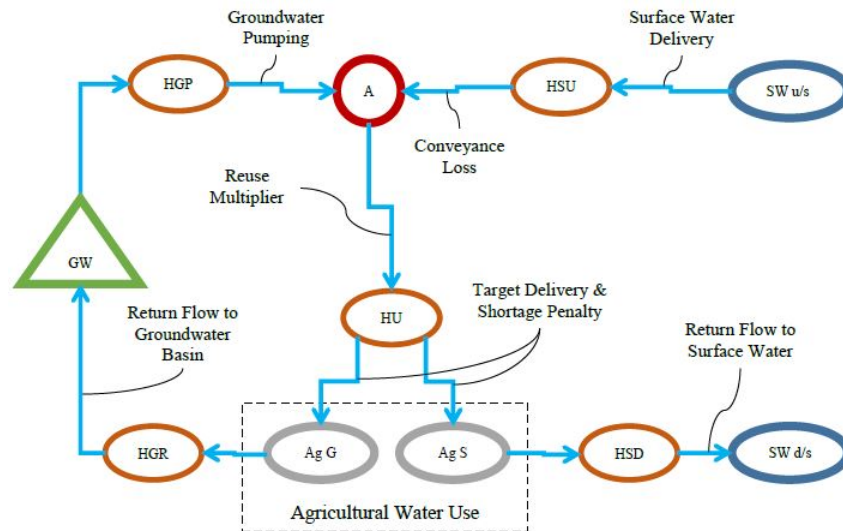 Groundwater
Pumping
Surface Water
Delivery
HGP
A
HSU
SW u/s
Conveyance
Loss
Reuse
Multiplier
GW
HU
Target Delivery &
Shortage Penalty
Return Flow to
Groundwater
Basin
Return Flow to
Surface Water
HGR
Ag G
Ag S
HSD
SW d/s
Agricultural Water Use